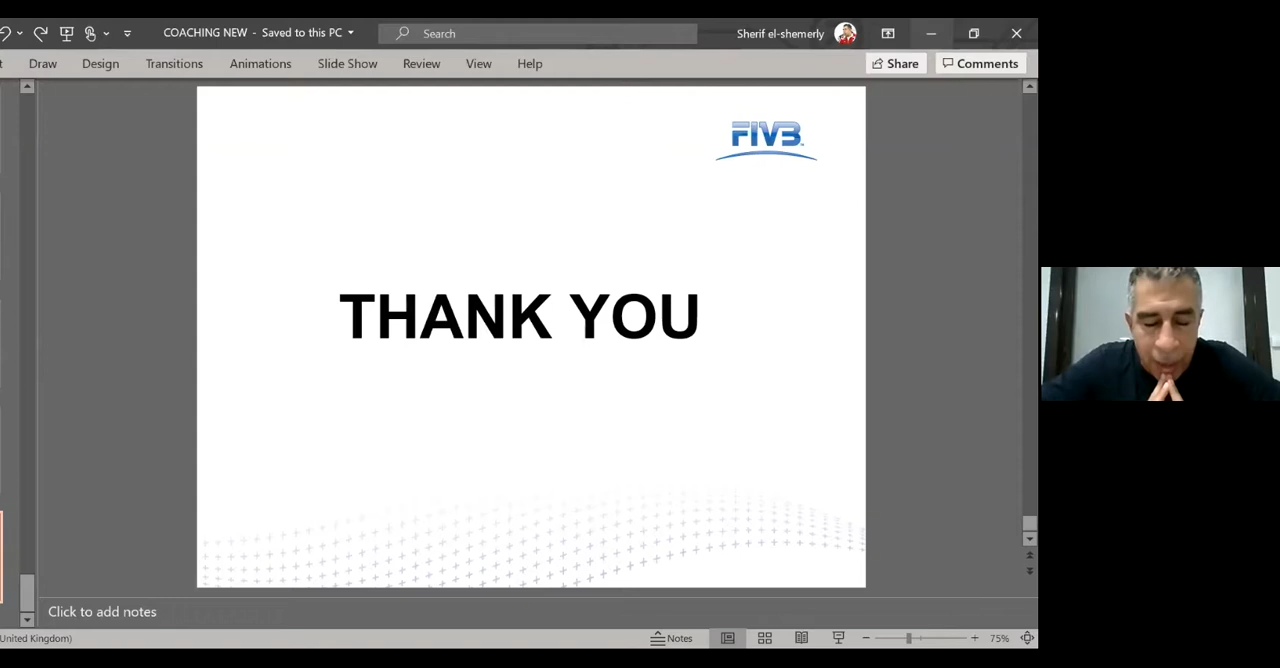 COACHING NEW - Saved to this PC
Search
Sherif el-shemerly
Draw Design Transitions Animations Slide Show Review View Help Share Comments
FIVB
THANK YOU
Click to add notes
United Kingdom) Notes 75%